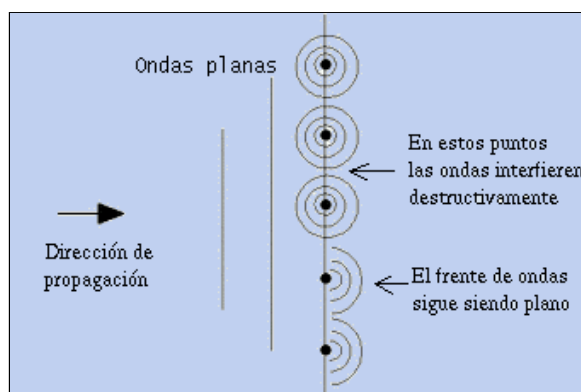 Ondas planas
En estos puntos
las ondas interfieren
destructivamente
Dirección de
propagación
El frente de ondas
sigue siendo plano